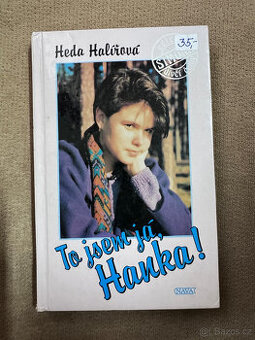 Heda Halířová
35,-
To jsem já,
Hanka!
NAVA
© Bazos.cz